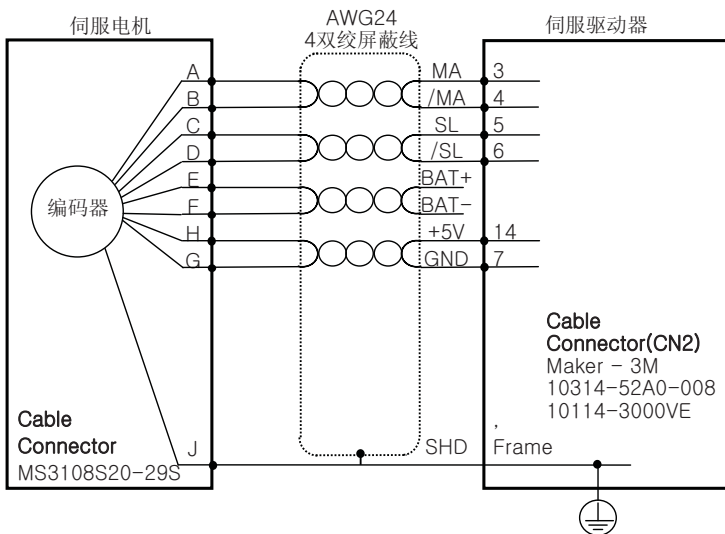 伺服电机
AWG24
4双绞屏蔽线
伺服驱动器
A MA 3
B /MA 4
C SL 5
D /SL 6
E BAT+
F BAT-
H +5V 14
G GND 7
编码器
Cable
Connector(CN2)
Maker - 3M
10314-52A0-008
10114-3000VE
,
Cable
Connector
MS3108S20-29S
J SHD Frame